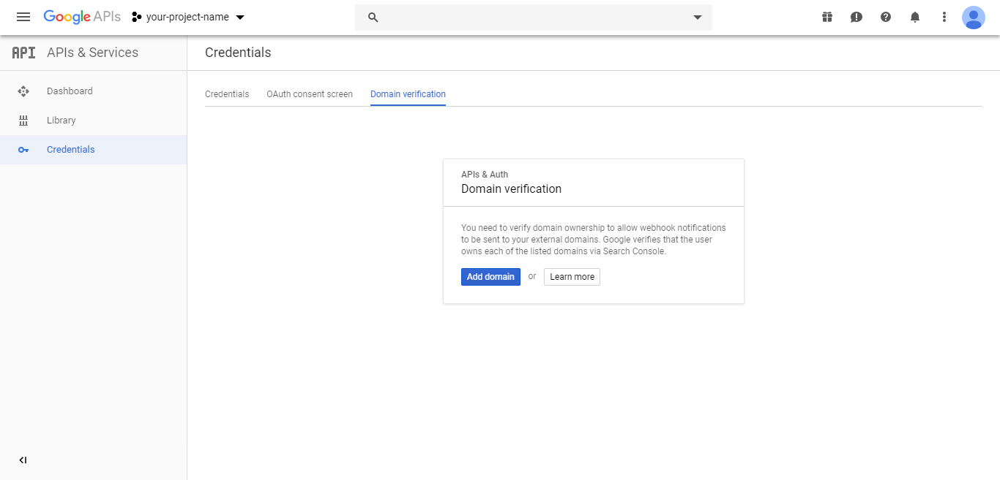 Google APIs your-project-name
API APIs & Services
Credentials
Dashboard
Library
Credentials
Credentials OAuth consent screen Domain verification
APIs & Auth
Domain verification
You need to verify domain ownership to allow webhook notifications
to be sent to your external domains. Google verifies that the user
owns each of the listed domains via Search Console.
Add domain or Learn more